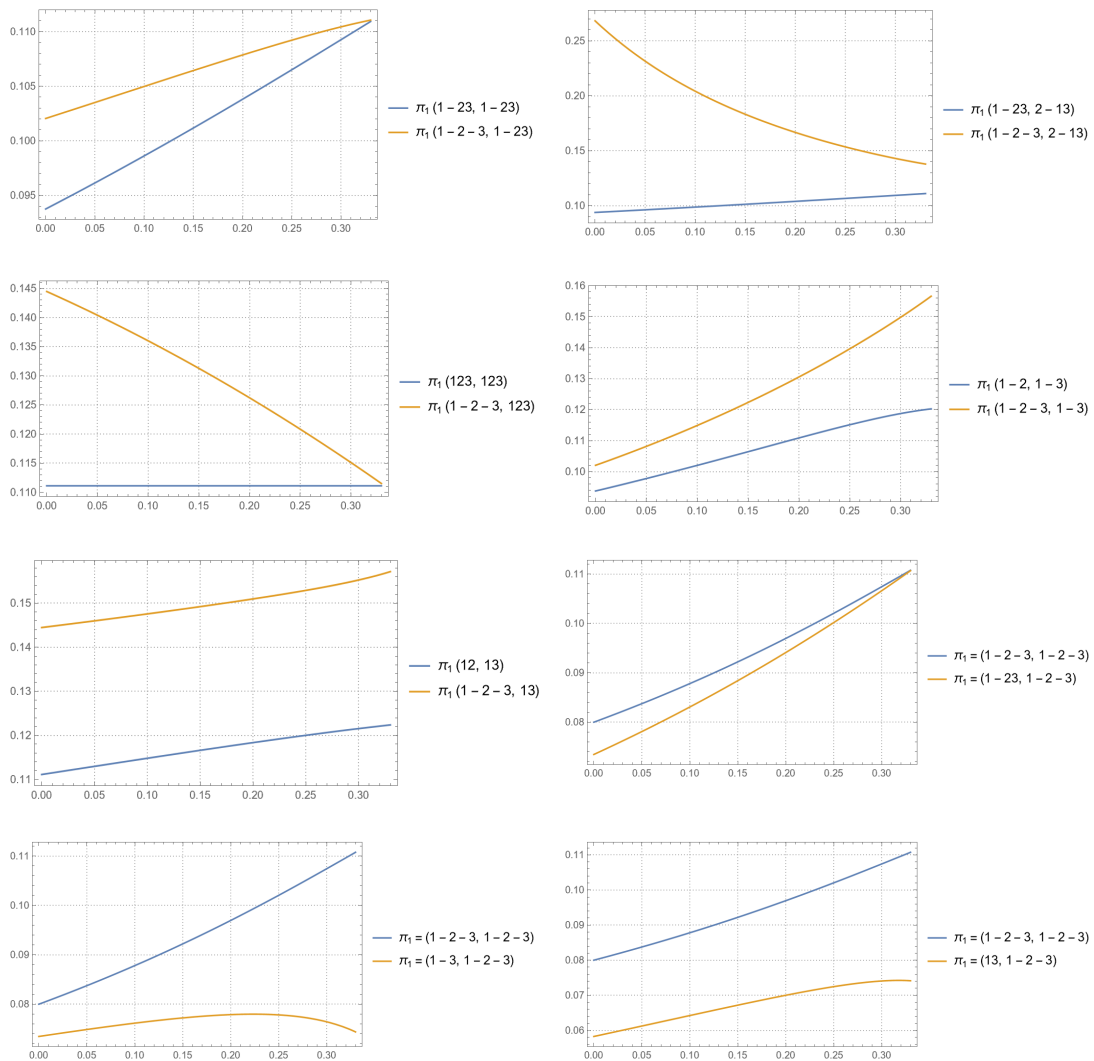 0.110
0.105
0.100
0.095
0.00 0.05 0.10 0.15 0.20 0.25 0.30
π₁ (1 – 23, 1 – 23)
π₁ (1 – 2 – 3, 1 – 23)
0.25
0.20
0.15
0.10
0.00 0.05 0.10 0.15 0.20 0.25 0.30
π₁ (1 – 23, 2 – 13)
π₁ (1 – 2 – 3, 2 – 13)
0.145
0.140
0.135
0.130
0.125
0.120
0.115
0.110
0.00 0.05 0.10 0.15 0.20 0.25 0.30
π₁ (123, 123)
π₁ (1 – 2 – 3, 123)
0.16
0.15
0.14
0.13
0.12
0.11
0.10
0.00 0.05 0.10 0.15 0.20 0.25 0.30
π₁ (1 – 2, 1 – 3)
π₁ (1 – 2 – 3, 1 – 3)
0.15
0.14
0.13
0.12
0.11
0.00 0.05 0.10 0.15 0.20 0.25 0.30
π₁ (12, 13)
π₁ (1 – 2 – 3, 13)
0.11
0.10
0.09
0.08
0.00 0.05 0.10 0.15 0.20 0.25 0.30
π₁ = (1 – 2 – 3, 1 – 2 – 3)
π₁ = (1 – 23, 1 – 2 – 3)
0.11
0.10
0.09
0.08
0.00 0.05 0.10 0.15 0.20 0.25 0.30
π₁ = (1 – 2 – 3, 1 – 2 – 3)
π₁ = (1 – 3, 1 – 2 – 3)
0.11
0.10
0.09
0.08
0.07
0.06
0.00 0.05 0.10 0.15 0.20 0.25 0.30
π₁ = (1 – 2 – 3, 1 – 2 – 3)
π₁ = (13, 1 – 2 – 3)